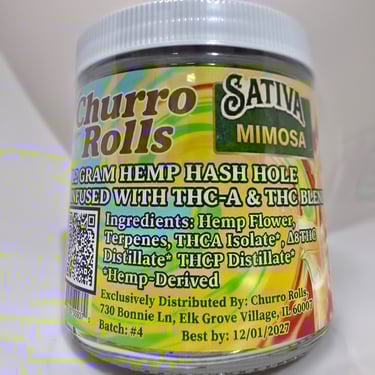 Churro
Rolls
SATIVA
MIMOSA
GRAM HEMP HASH HOLE
INFUSED WITH THC-A & THC BLEND
Ingredients: Hemp Flower,
Terpenes, THCA Isolate*, Δ8THC
Distillate* THCP Distillate*
*Hemp-Derived
Exclusively Distributed By: Churro Rolls
730 Bonnie Ln, Elk Grove Village, IL 60007
Batch: #4
Best by: 12/01/2027